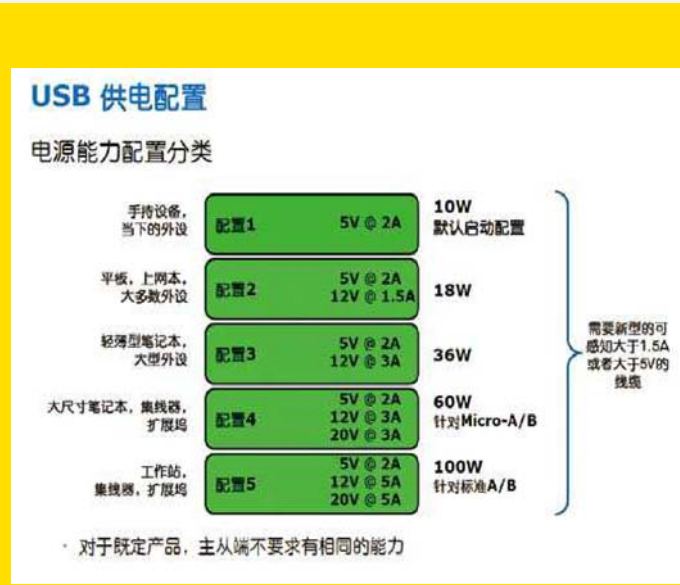 USB 供电配置
电源能力配置分类
手持设备，
当下的外设
配置1
5V @ 2A
10W
默认启动配置
平板，上网本，
大多数外设
配置2
5V @ 2A
12V @ 1.5A
18W
轻薄型笔记本，
大型外设
配置3
5V @ 2A
12V @ 3A
36W
大尺寸笔记本，集线器，
扩展坞
配置4
5V @ 2A
12V @ 3A
20V @ 3A
60W
针对Micro-A/B
工作站，
集线器，扩展坞
配置5
5V @ 2A
12V @ 5A
20V @ 5A
100W
针对标准A/B
需要新型的可
感知大于1.5A
或者大于5V的
线缆
· 对于既定产品，主从端不要求有相同的能力